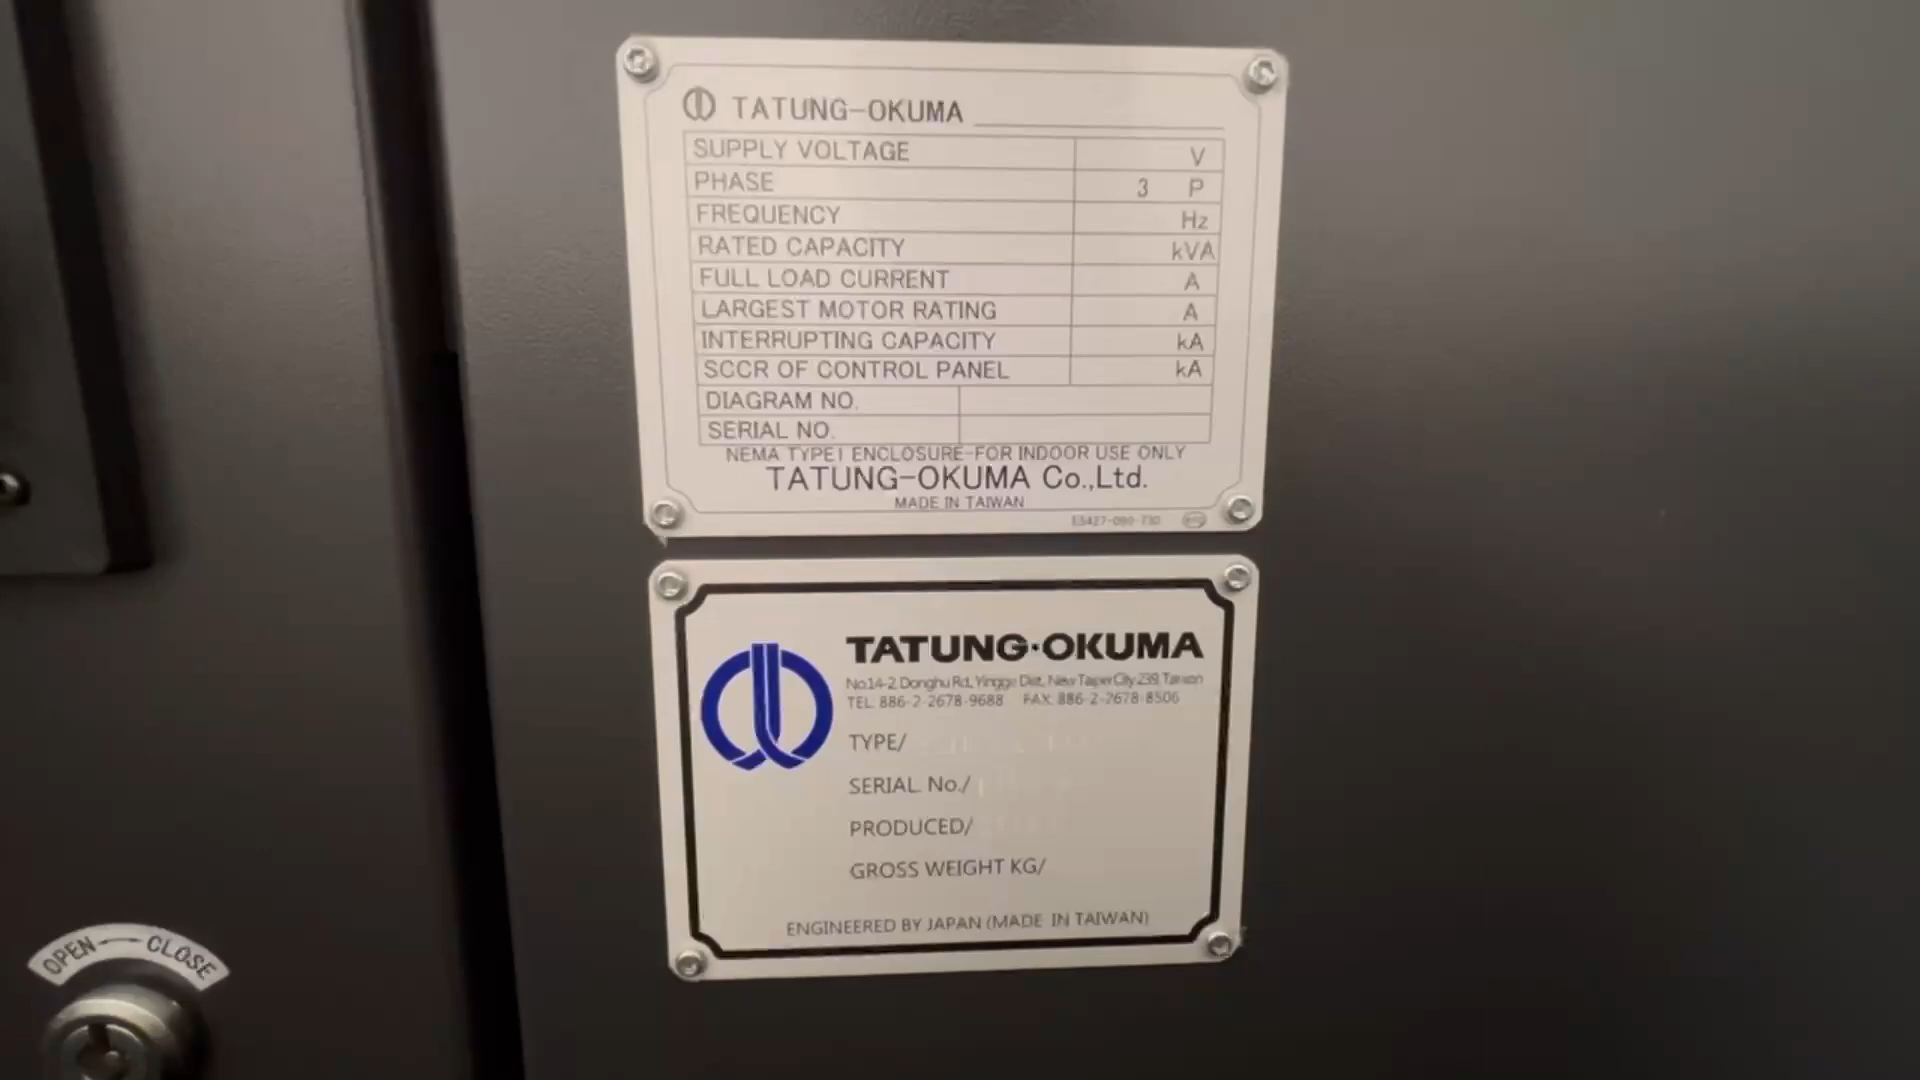 TATUNG-OKUMA
SUPPLY VOLTAGE V
PHASE 3 P
FREQUENCY Hz
RATED CAPACITY kVA
FULL LOAD CURRENT A
LARGEST MOTOR RATING A
INTERRUPTING CAPACITY kA
SCCR OF CONTROL PANEL kA
DIAGRAM NO.
SERIAL NO.
NEMA TYPE1 ENCLOSURE-FOR INDOOR USE ONLY
TATUNG-OKUMA Co.,Ltd.
MADE IN TAIWAN
TATUNG·OKUMA
No.14-2, Donghu Rd., Yingge Dist., New Taipei City 239, Taiwan
TEL: 886-2-2678-9688 FAX: 886-2-2678-8506
TYPE/
SERIAL No./
PRODUCED/
GROSS WEIGHT KG/
ENGINEERED BY JAPAN (MADE IN TAIWAN)
OPEN CLOSE